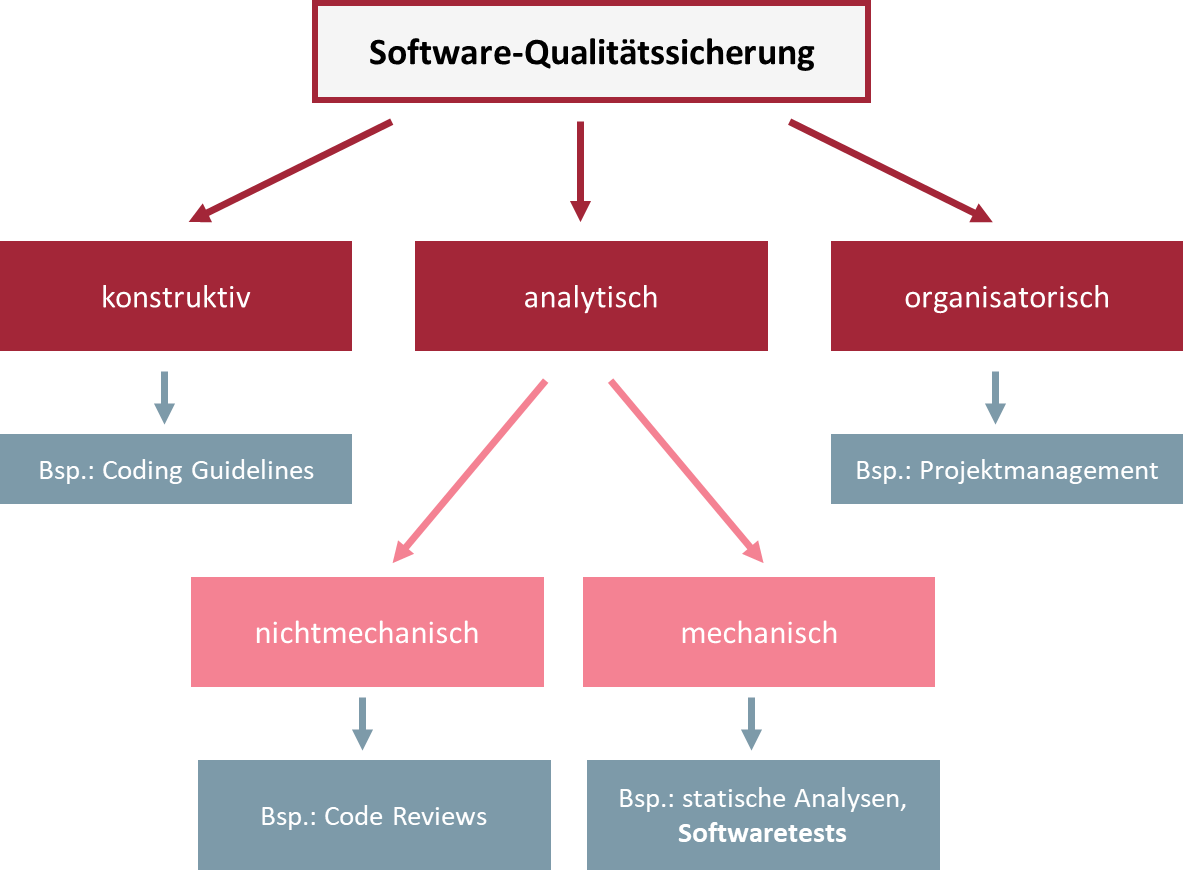 Software-Qualitätssicherung
konstruktiv
analytisch
organisatorisch
Bsp.: Coding Guidelines
Bsp.: Projektmanagement
nichtmechanisch
mechanisch
Bsp.: Code Reviews
Bsp.: statische Analysen,
Softwaretests